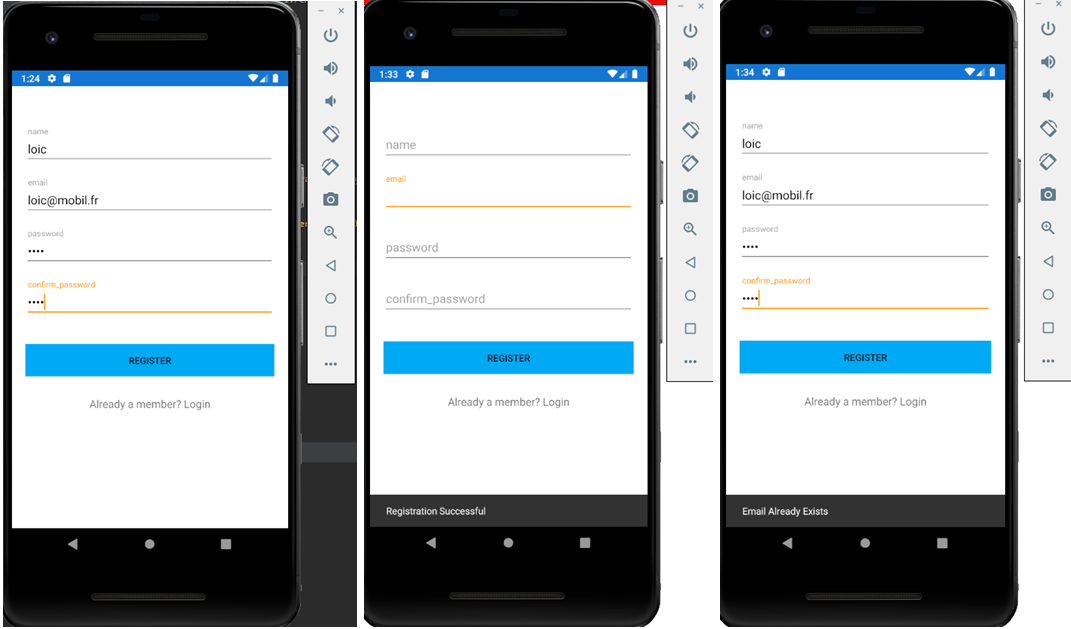 1:24
name
loic
email
loic@mobil.fr
password
••••
confirm_password
••••
REGISTER
Already a member? Login
1:33
name
email
password
confirm_password
REGISTER
Already a member? Login
Registration Successful
1:34
name
loic
email
loic@mobil.fr
password
••••
confirm_password
••••
REGISTER
Already a member? Login
Email Already Exists